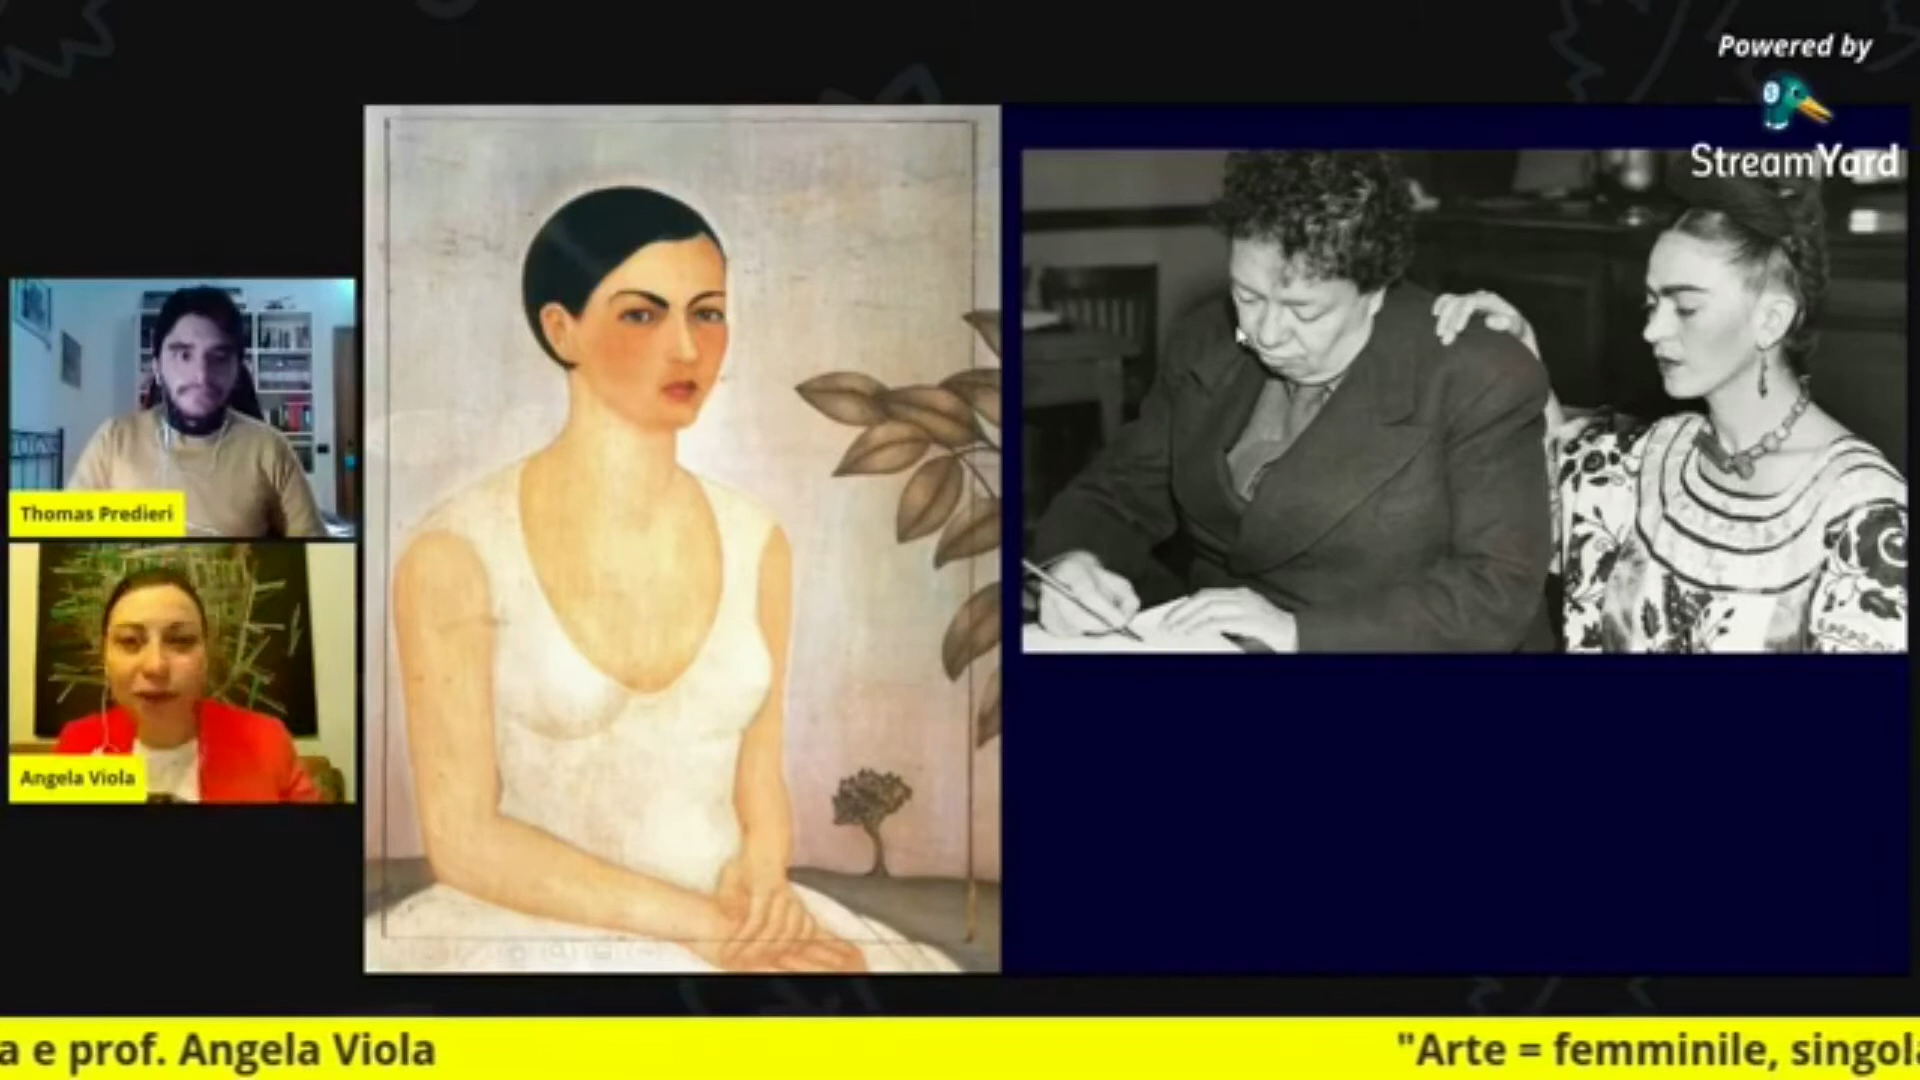 Powered by
StreamYard
Thomas Predieri
Angela Viola
a e prof. Angela Viola
"Arte = femminile, singola